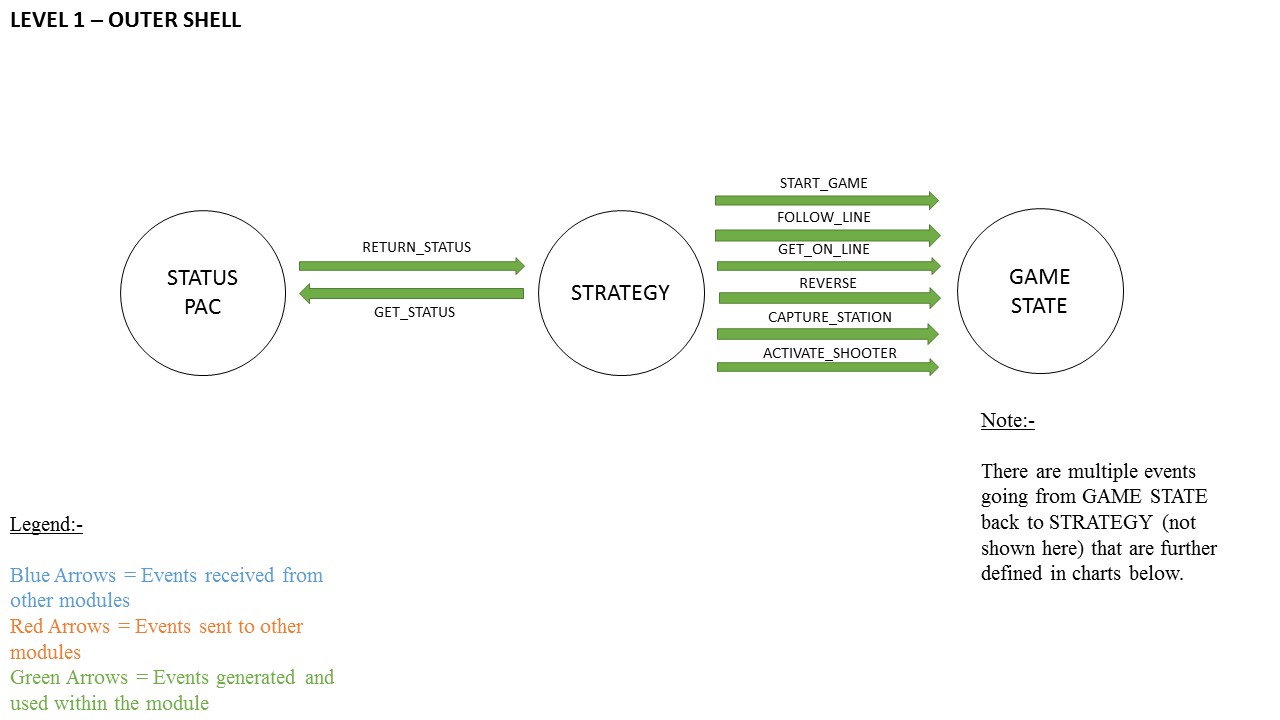 LEVEL 1 – OUTER SHELL
START_GAME
FOLLOW_LINE
GET_ON_LINE
REVERSE
CAPTURE_STATION
ACTIVATE_SHOOTER
RETURN_STATUS
GET_STATUS
STATUS
PAC
STRATEGY
GAME
STATE
Note:-
There are multiple events
going from GAME STATE
back to STRATEGY (not
shown here) that are further
defined in charts below.
Legend:-
Blue Arrows = Events received from
other modules
Red Arrows = Events sent to other
modules
Green Arrows = Events generated and
used within the module